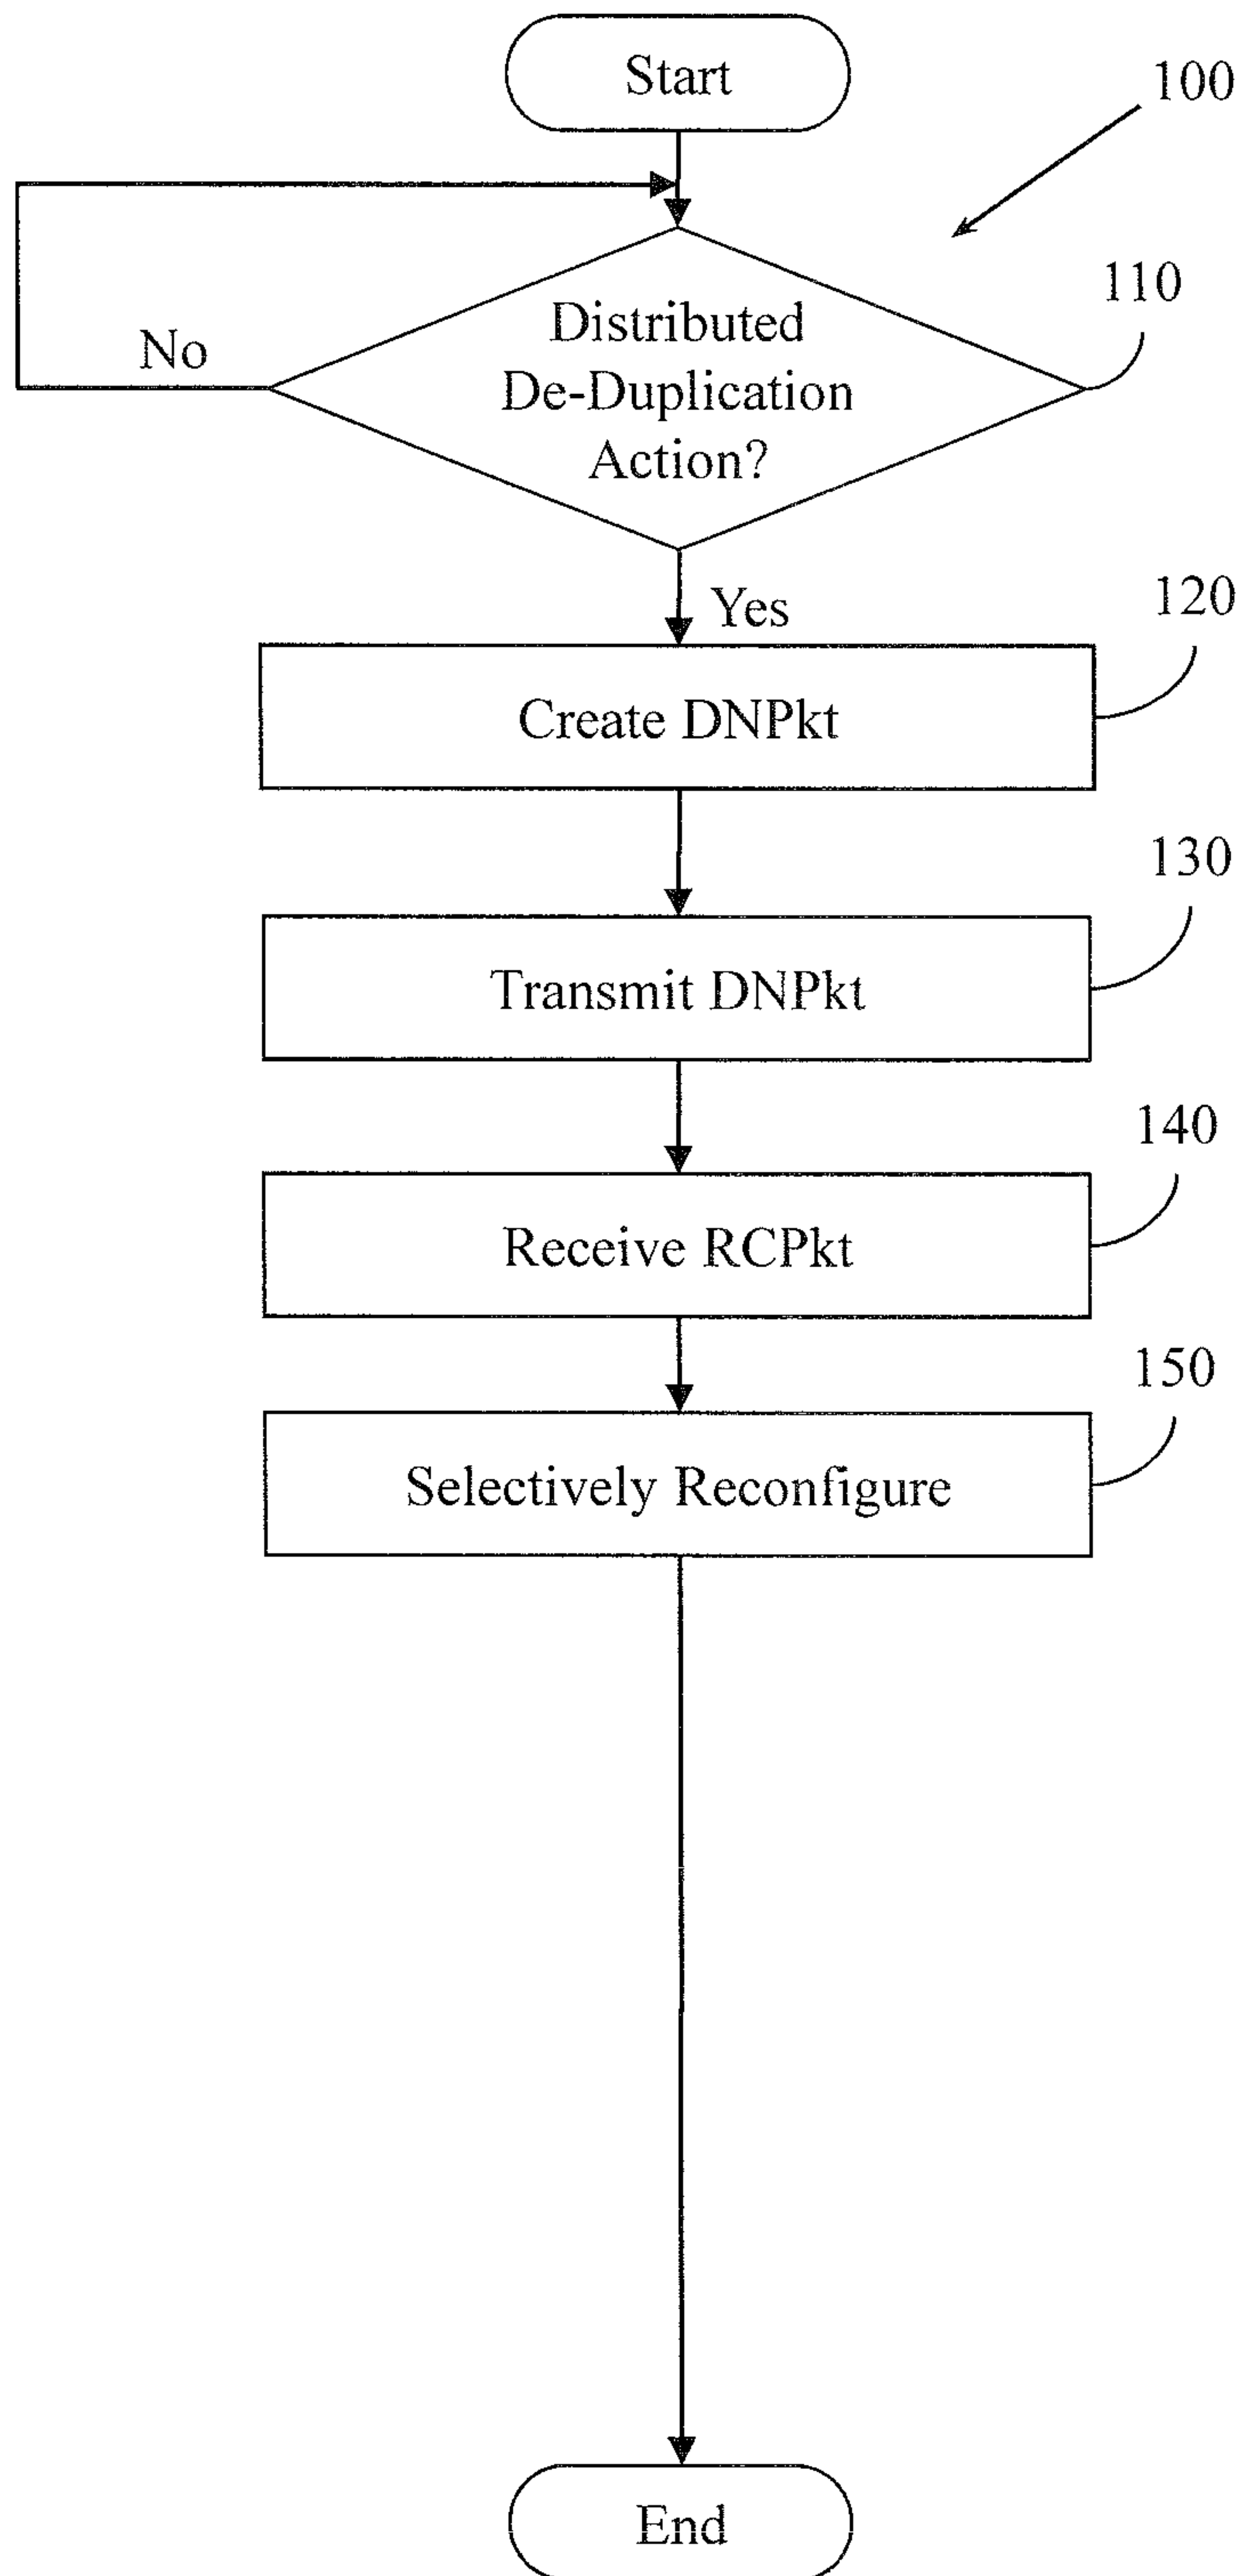 Start
100
110
Distributed
De-Duplication
Action?
No
Yes
120
Create DNPkt
130
Transmit DNPkt
140
Receive RCPkt
150
Selectively Reconfigure
End